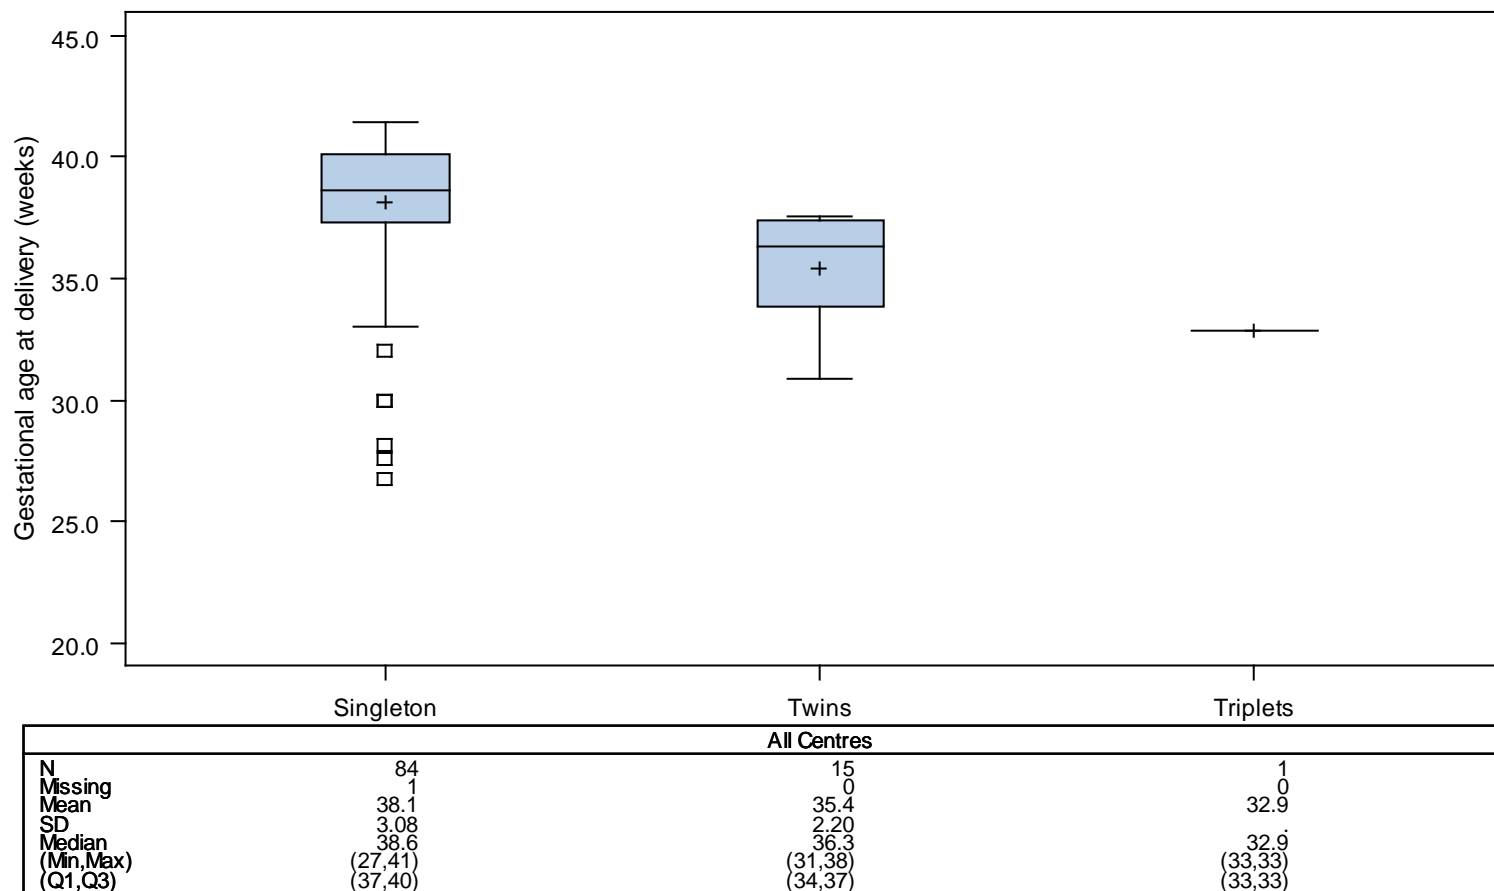 Gestational age at delivery (weeks)
45.0
40.0
35.0
30.0
25.0
20.0
Singleton Twins Triplets
All Centres
N 84 15 1
Missing 1 0 0
Mean 38.1 35.4 32.9
SD 3.08 2.20 .
Median 38.6 36.3 32.9
(Min,Max) (27,41) (31,38) (33,33)
(Q1,Q3) (37,40) (34,37) (33,33)